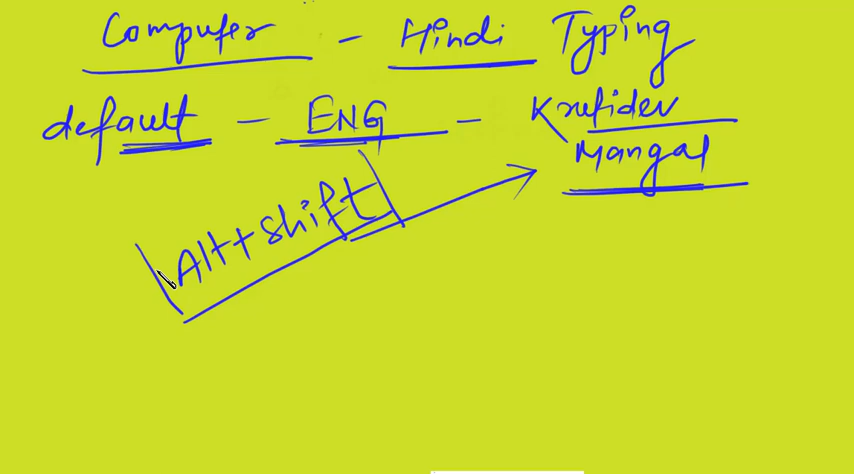 Computer - Hindi Typing
default - ENG - Krutidev
Mangal
Alt+shift